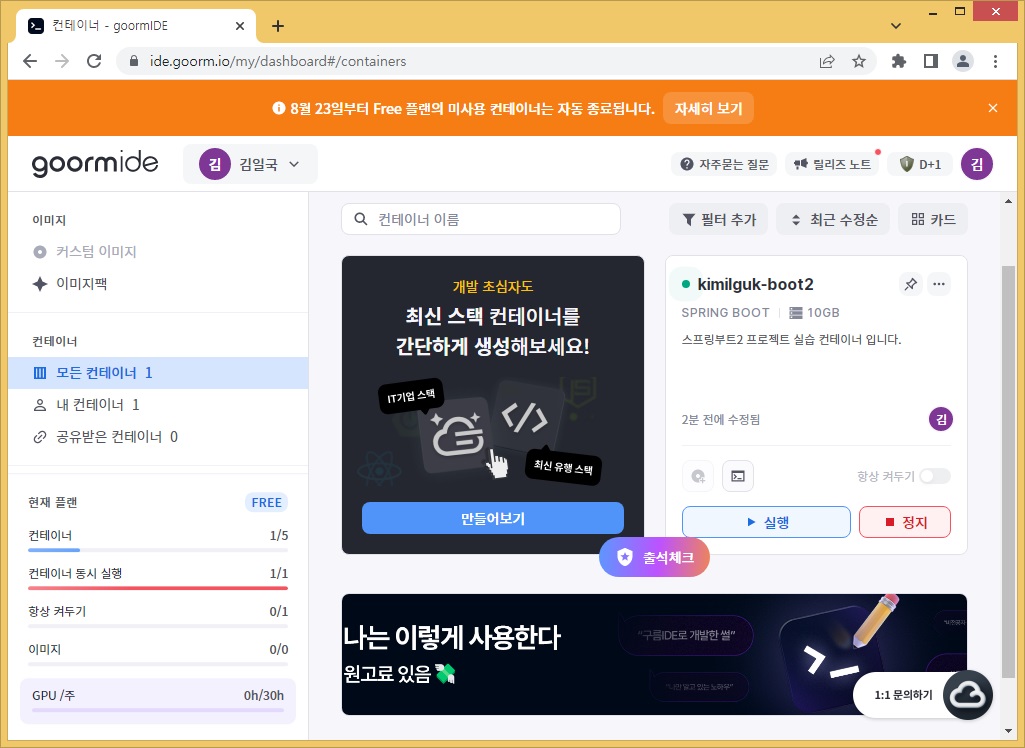 컨테이너 - goormIDE
ide.goorm.io/my/dashboard#/containers
8월 23일부터 Free 플랜의 미사용 컨테이너는 자동 종료됩니다. 자세히 보기
goormide
김 김일국
자주묻는 질문
릴리즈 노트
D+1
김
이미지
커스텀 이미지
이미지팩
컨테이너
모든 컨테이너 1
내 컨테이너 1
공유받은 컨테이너 0
현재 플랜 FREE
컨테이너 1/5
컨테이너 동시 실행 1/1
항상 켜두기 0/1
이미지 0/0
GPU /주 0h/30h
컨테이너 이름
필터 추가
최근 수정순
카드
개발 초심자도
최신 스택 컨테이너를
간단하게 생성해보세요!
IT기업 스택
최신 유행 스택
만들어보기
kimilguk-boot2
SPRING BOOT 10GB
스프링부트2 프로젝트 실습 컨테이너 입니다.
2분 전에 수정됨 김
항상 켜두기
실행
정지
출석체크
나는 이렇게 사용한다
원고료 있음
"구름IDE로 개발한 썰"
"나만 알고 있는 노하우"
1:1 문의하기